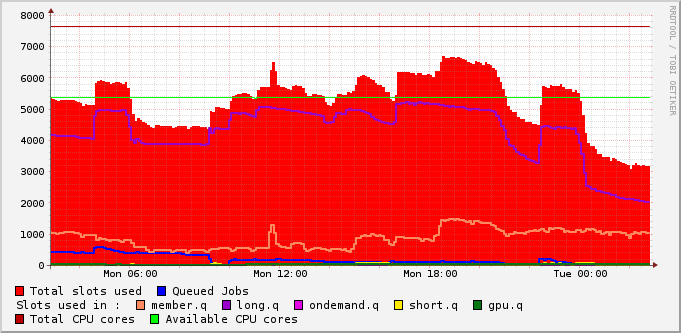 8000
7000
6000
5000
4000
3000
2000
1000
0
Mon 06:00 Mon 12:00 Mon 18:00 Tue 00:00
Total slots used Queued Jobs
Slots used in : member.q long.q ondemand.q short.q gpu.q
Total CPU cores Available CPU cores
RRDTOOL / TOBI OETIKER